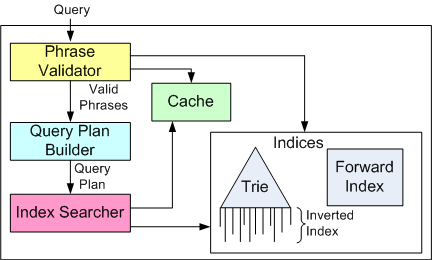 Query
Phrase
Validator
Valid
Phrases
Cache
Query Plan
Builder
Query
Plan
Index Searcher
Indices
Trie
Forward
Index
Inverted
Index